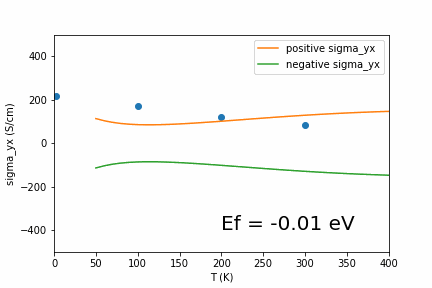 positive sigma_yx
negative sigma_yx
400
200
0
−200
−400
sigma_yx (S/cm)
Ef = -0.01 eV
0 50 100 150 200 250 300 350 400
T (K)